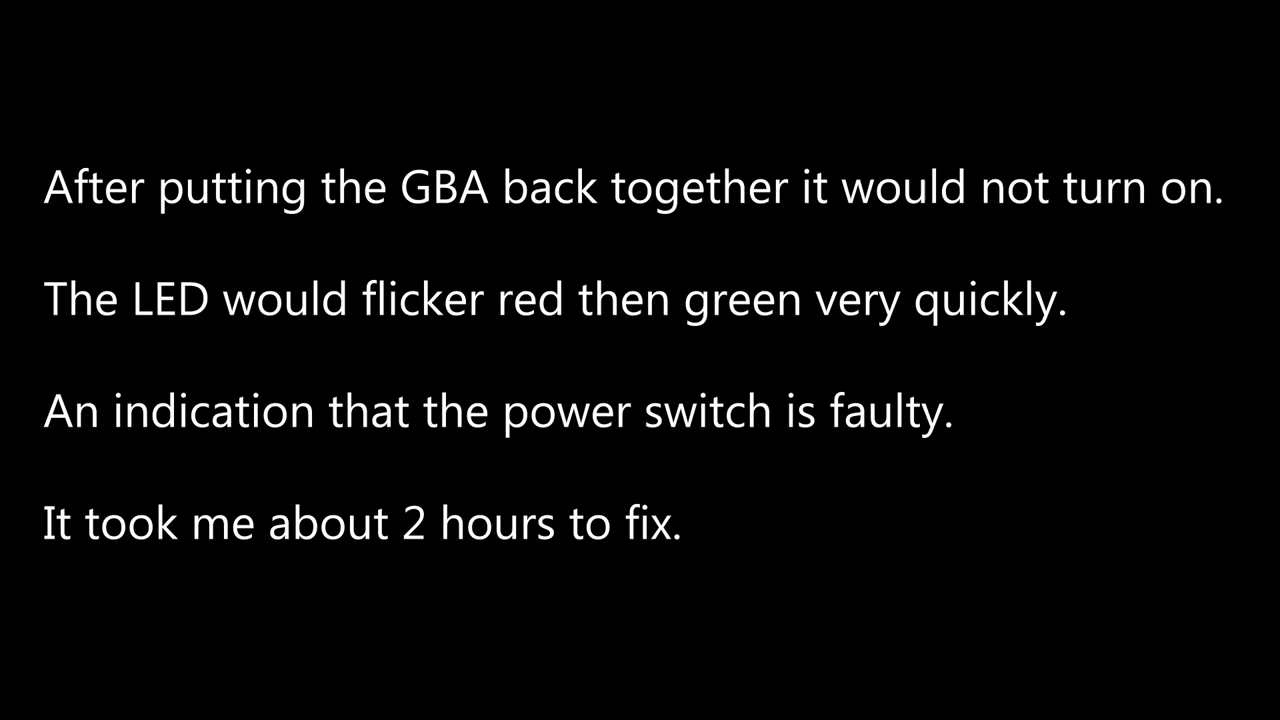 After putting the GBA back together it would not turn on.
The LED would flicker red then green very quickly.
An indication that the power switch is faulty.
It took me about 2 hours to fix.